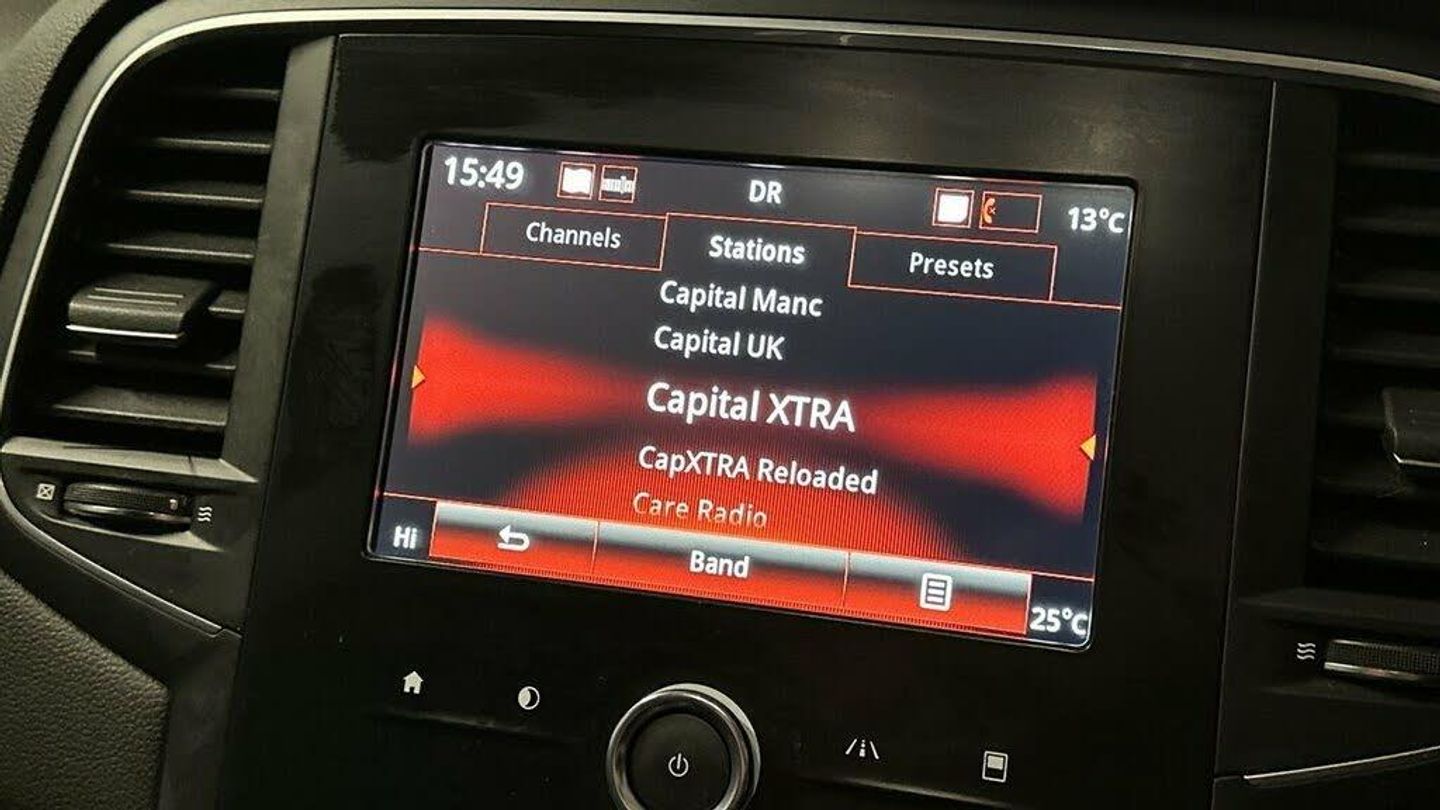 15:49
DR
13°C
Channels
Stations
Presets
Capital Manc
Capital UK
Capital XTRA
CapXTRA Reloaded
Care Radio
Hi
Band
25°C